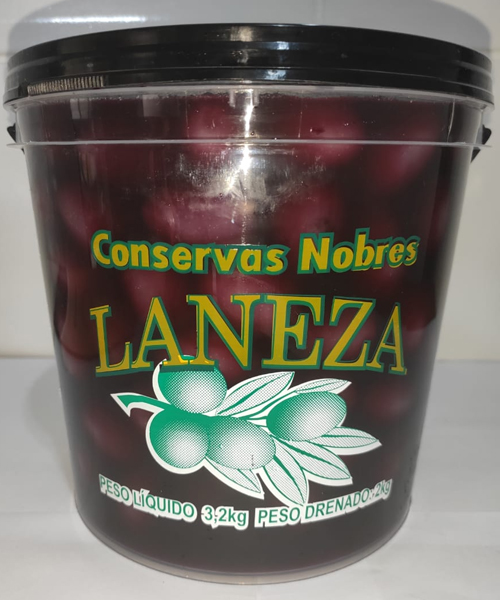 Conservas Nobres
LANEZA
PESO LÍQUIDO 3,2kg PESO DRENADO: 2kg